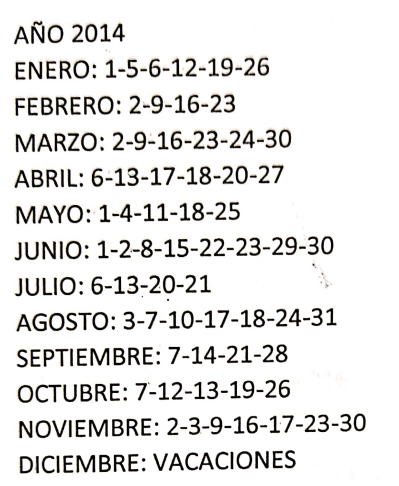 AÑO 2014
ENERO: 1-5-6-12-19-26
FEBRERO: 2-9-16-23
MARZO: 2-9-16-23-24-30
ABRIL: 6-13-17-18-20-27
MAYO: 1-4-11-18-25
JUNIO: 1-2-8-15-22-23-29-30
JULIO: 6-13-20-21
AGOSTO: 3-7-10-17-18-24-31
SEPTIEMBRE: 7-14-21-28
OCTUBRE: 7-12-13-19-26
NOVIEMBRE: 2-3-9-16-17-23-30
DICIEMBRE: VACACIONES